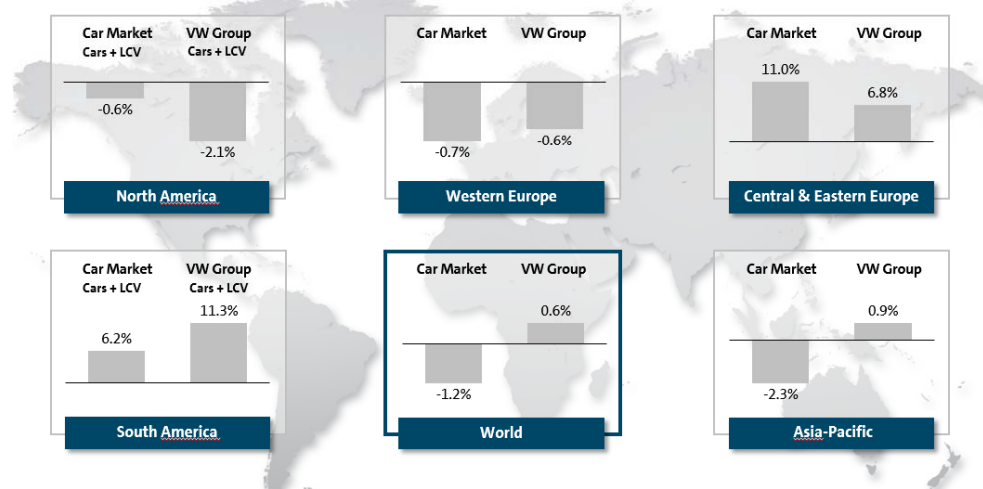 Car Market VW Group
Cars + LCV Cars + LCV
-0.6%
-2.1%
North America
Car Market VW Group
-0.7%
-0.6%
Western Europe
Car Market VW Group
11.0%
6.8%
Central & Eastern Europe
Car Market VW Group
Cars + LCV Cars + LCV
11.3%
6.2%
South America
Car Market VW Group
0.6%
-1.2%
World
Car Market VW Group
0.9%
-2.3%
Asia-Pacific